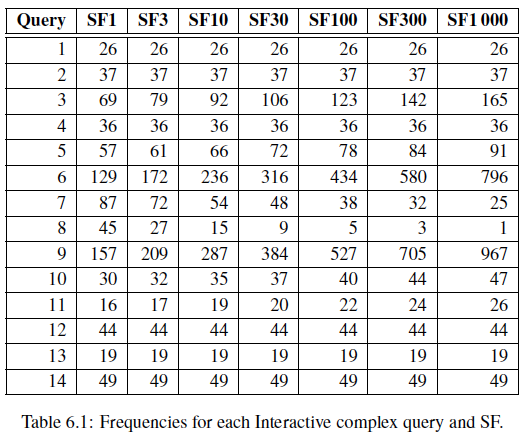 Query SF1 SF3 SF10 SF30 SF100 SF300 SF1 000
1 26 26 26 26 26 26 26
2 37 37 37 37 37 37 37
3 69 79 92 106 123 142 165
4 36 36 36 36 36 36 36
5 57 61 66 72 78 84 91
6 129 172 236 316 434 580 796
7 87 72 54 48 38 32 25
8 45 27 15 9 5 3 1
9 157 209 287 384 527 705 967
10 30 32 35 37 40 44 47
11 16 17 19 20 22 24 26
12 44 44 44 44 44 44 44
13 19 19 19 19 19 19 19
14 49 49 49 49 49 49 49
Table 6.1: Frequencies for each Interactive complex query and SF.